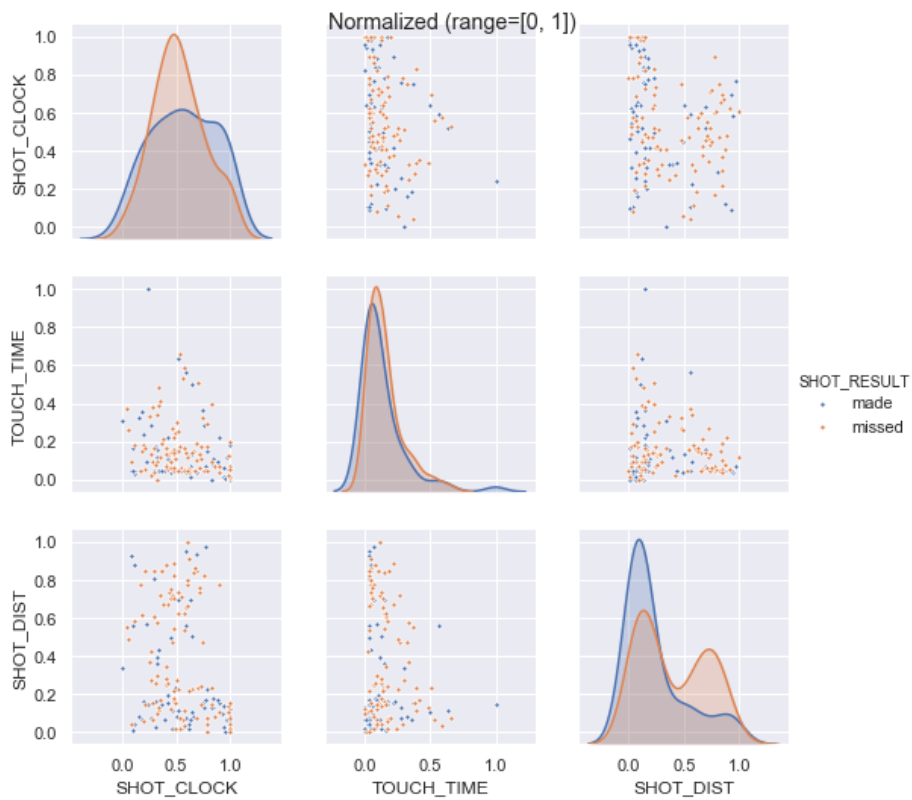 Normalized (range=[0, 1])
1.0
0.8
0.6
0.4
0.2
0.0
SHOT_CLOCK
1.0
0.8
0.6
0.4
0.2
0.0
TOUCH_TIME
SHOT_RESULT
made
missed
1.0
0.8
0.6
0.4
0.2
0.0
SHOT_DIST
0.0 0.5 1.0 0.0 0.5 1.0 0.0 0.5 1.0
SHOT_CLOCK TOUCH_TIME SHOT_DIST